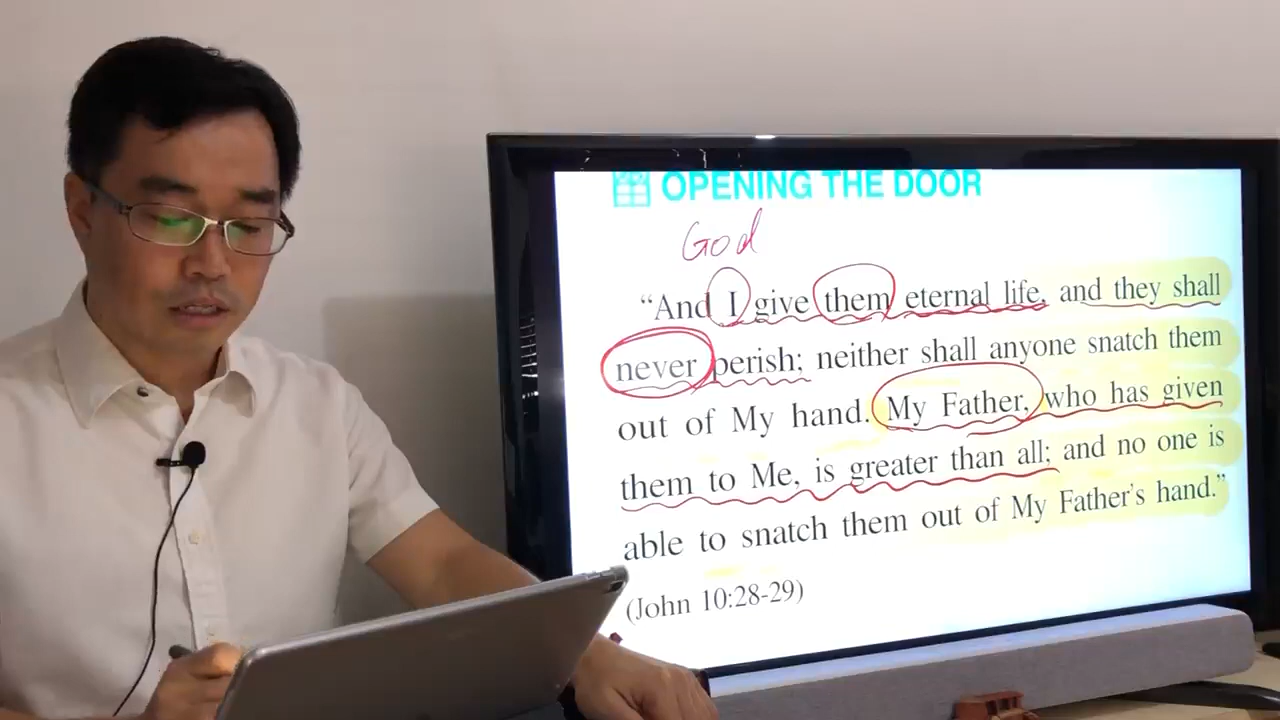 OPENING THE DOOR
God
“And I give them eternal life, and they shall
never perish; neither shall anyone snatch them
out of My hand. My Father, who has given
them to Me, is greater than all; and no one is
able to snatch them out of My Father’s hand.”
(John 10:28-29)